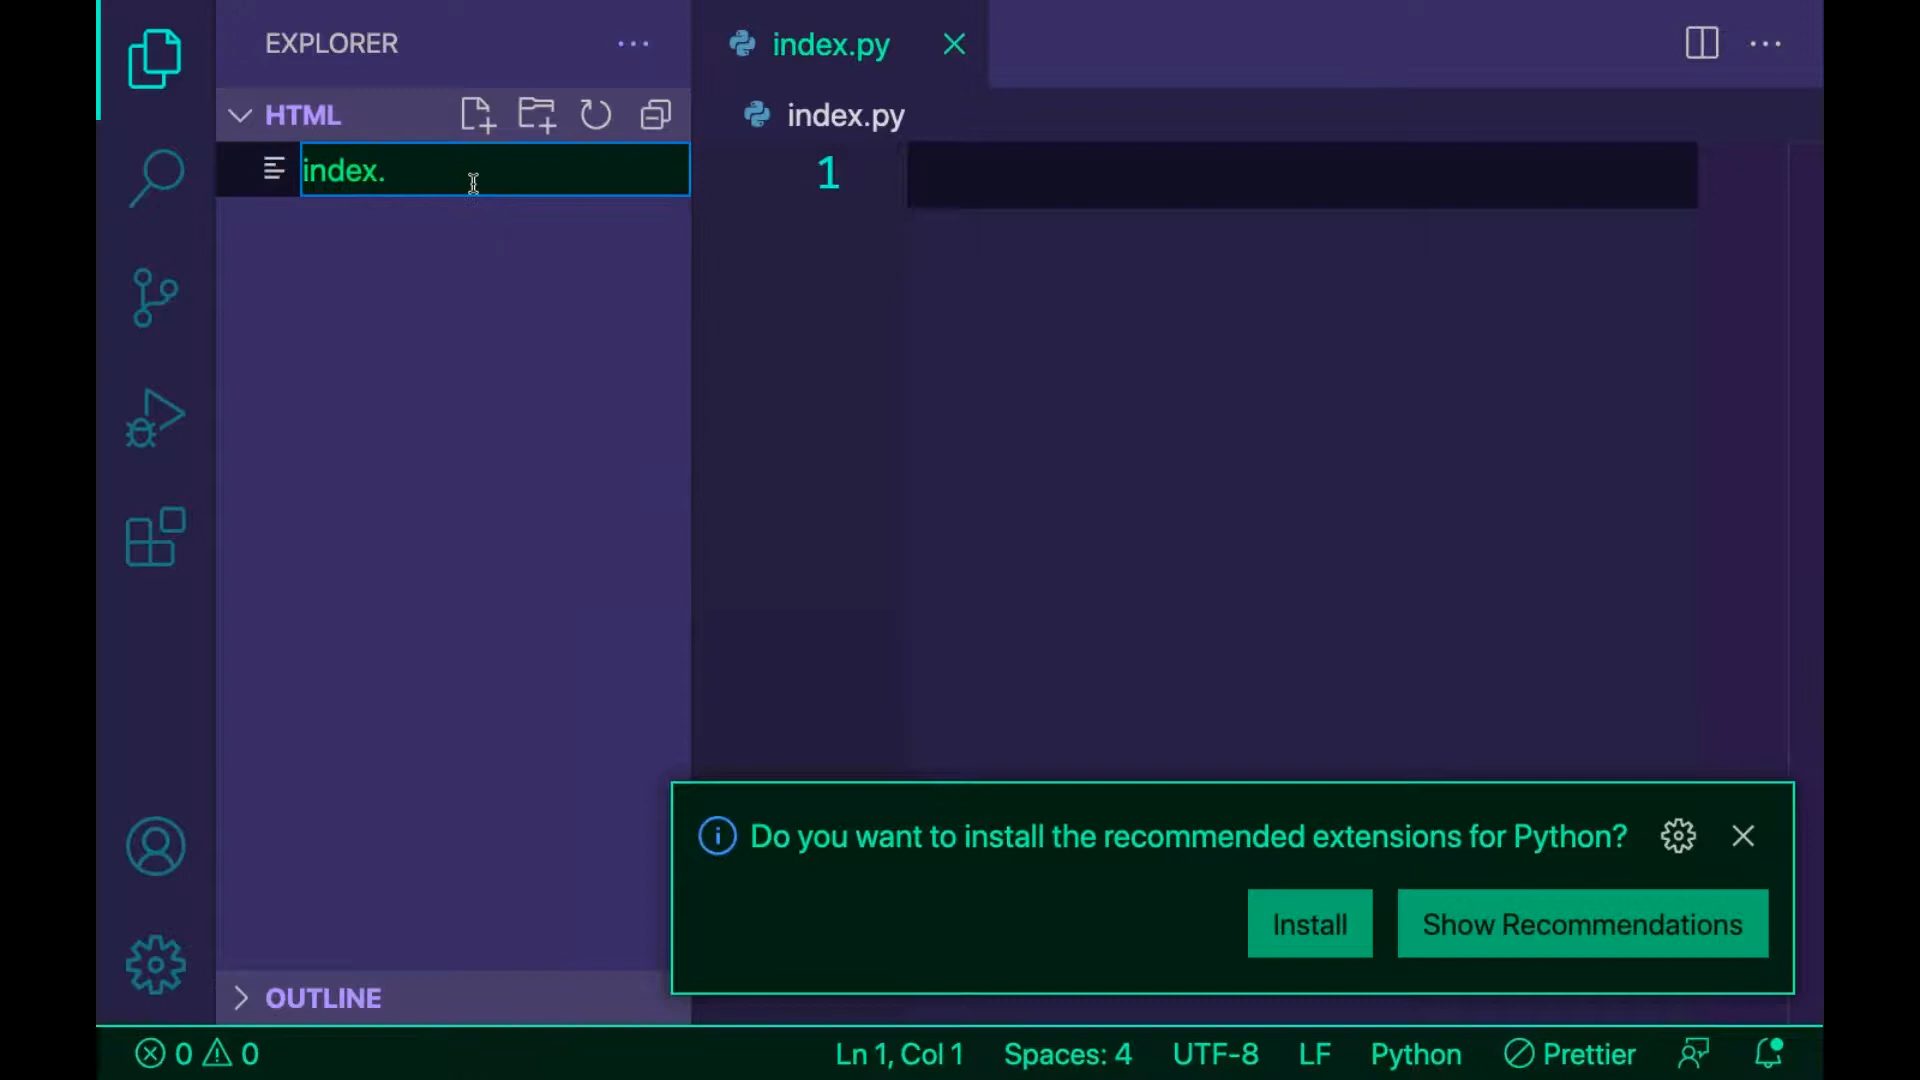 EXPLORER
HTML
index.
index.py
index.py
1
Do you want to install the recommended extensions for Python?
Install
Show Recommendations
OUTLINE
0 0
Ln 1, Col 1
Spaces: 4
UTF-8
LF
Python
Prettier